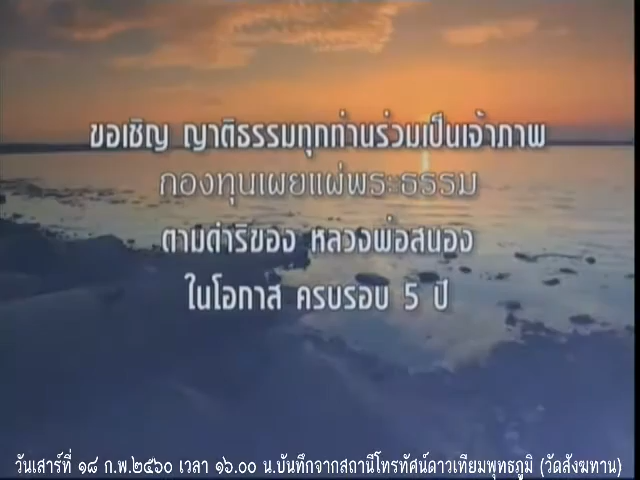 ขอเชิญ ญาติธรรมทุกท่านร่วมเป็นเจ้าภาพ
กองทุนเผยแผ่พระธรรม
ตามดำริของ หลวงพ่อสนอง
ในโอกาส ครบรอบ 5 ปี
วันเสาร์ที่ ๑๘ ก.พ.๒๕๖๐ เวลา ๑๖.๐๐ น.บันทึกจากสถานีโทรทัศน์ดาวเทียมพุทธภูมิ (วัดสังฆทาน)